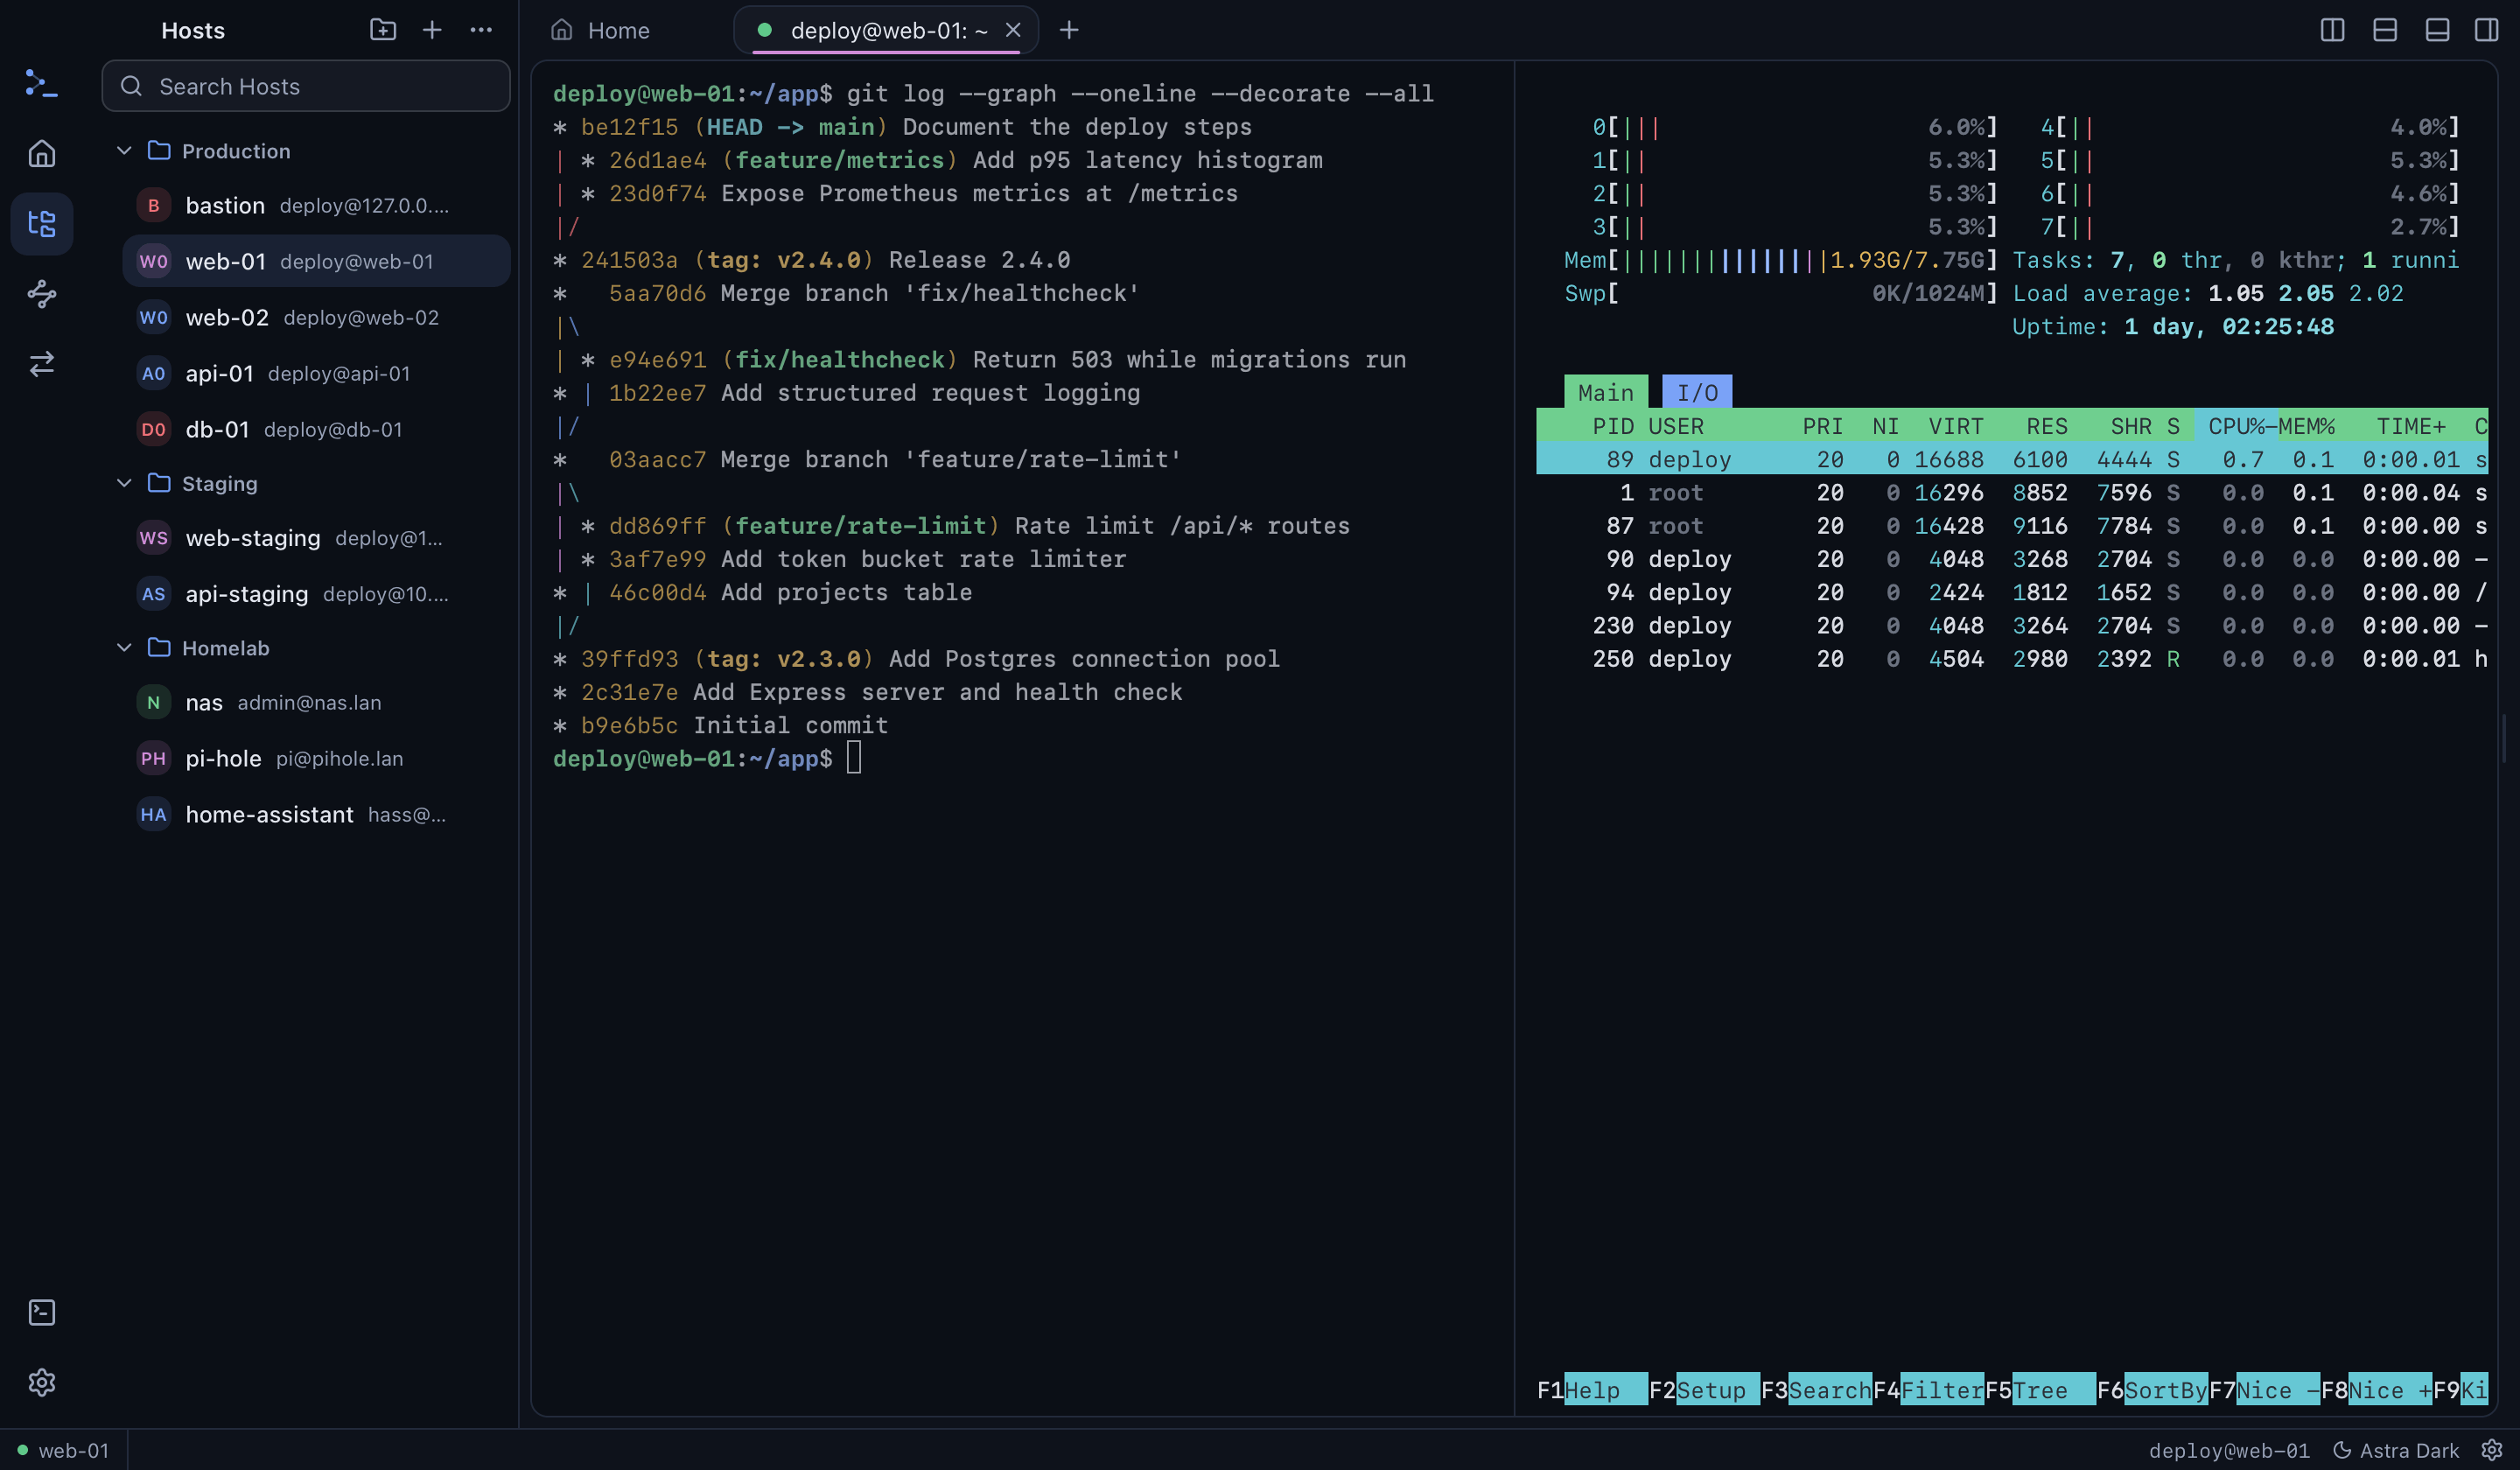 Hosts
Search Hosts
Production
B bastion deploy@127.0.0....
W0 web-01 deploy@web-01
W0 web-02 deploy@web-02
A0 api-01 deploy@api-01
D0 db-01 deploy@db-01
Staging
WS web-staging deploy@1...
AS api-staging deploy@10....
Homelab
N nas admin@nas.lan
PH pi-hole pi@pihole.lan
HA home-assistant hass@...
Home
deploy@web-01: ~
deploy@web-01:~/app$ git log --graph --oneline --decorate --all
* be12f15 (HEAD -> main) Document the deploy steps
| * 26d1ae4 (feature/metrics) Add p95 latency histogram
| * 23d0f74 Expose Prometheus metrics at /metrics
|/
* 241503a (tag: v2.4.0) Release 2.4.0
*   5aa70d6 Merge branch 'fix/healthcheck'
|\
| * e94e691 (fix/healthcheck) Return 503 while migrations run
* | 1b22ee7 Add structured request logging
|/
*   03aacc7 Merge branch 'feature/rate-limit'
|\
| * dd869ff (feature/rate-limit) Rate limit /api/* routes
| * 3af7e99 Add token bucket rate limiter
* | 46c00d4 Add projects table
|/
* 39ffd93 (tag: v2.3.0) Add Postgres connection pool
* 2c31e7e Add Express server and health check
* b9e6b5c Initial commit
deploy@web-01:~/app$
0[||| 6.0%] 4[|| 4.0%]
1[|| 5.3%] 5[|| 5.3%]
2[|| 5.3%] 6[|| 4.6%]
3[|| 5.3%] 7[|| 2.7%]
Mem[|||||||||||||||1.93G/7.75G] Tasks: 7, 0 thr, 0 kthr; 1 runni
Swp[ 0K/1024M] Load average: 1.05 2.05 2.02
Uptime: 1 day, 02:25:48
Main I/O
PID USER PRI NI VIRT RES SHR S CPU%-MEM% TIME+ C
89 deploy 20 0 16688 6100 4444 S 0.7 0.1 0:00.01 s
1 root 20 0 16296 8852 7596 S 0.0 0.1 0:00.04 s
87 root 20 0 16428 9116 7784 S 0.0 0.1 0:00.00 s
90 deploy 20 0 4048 3268 2704 S 0.0 0.0 0:00.00 -
94 deploy 20 0 2424 1812 1652 S 0.0 0.0 0:00.00 /
230 deploy 20 0 4048 3264 2704 S 0.0 0.0 0:00.00 -
250 deploy 20 0 4504 2980 2392 R 0.0 0.0 0:00.01 h
F1Help F2Setup F3SearchF4FilterF5Tree F6SortByF7Nice -F8Nice +F9Ki
web-01
deploy@web-01 Astra Dark